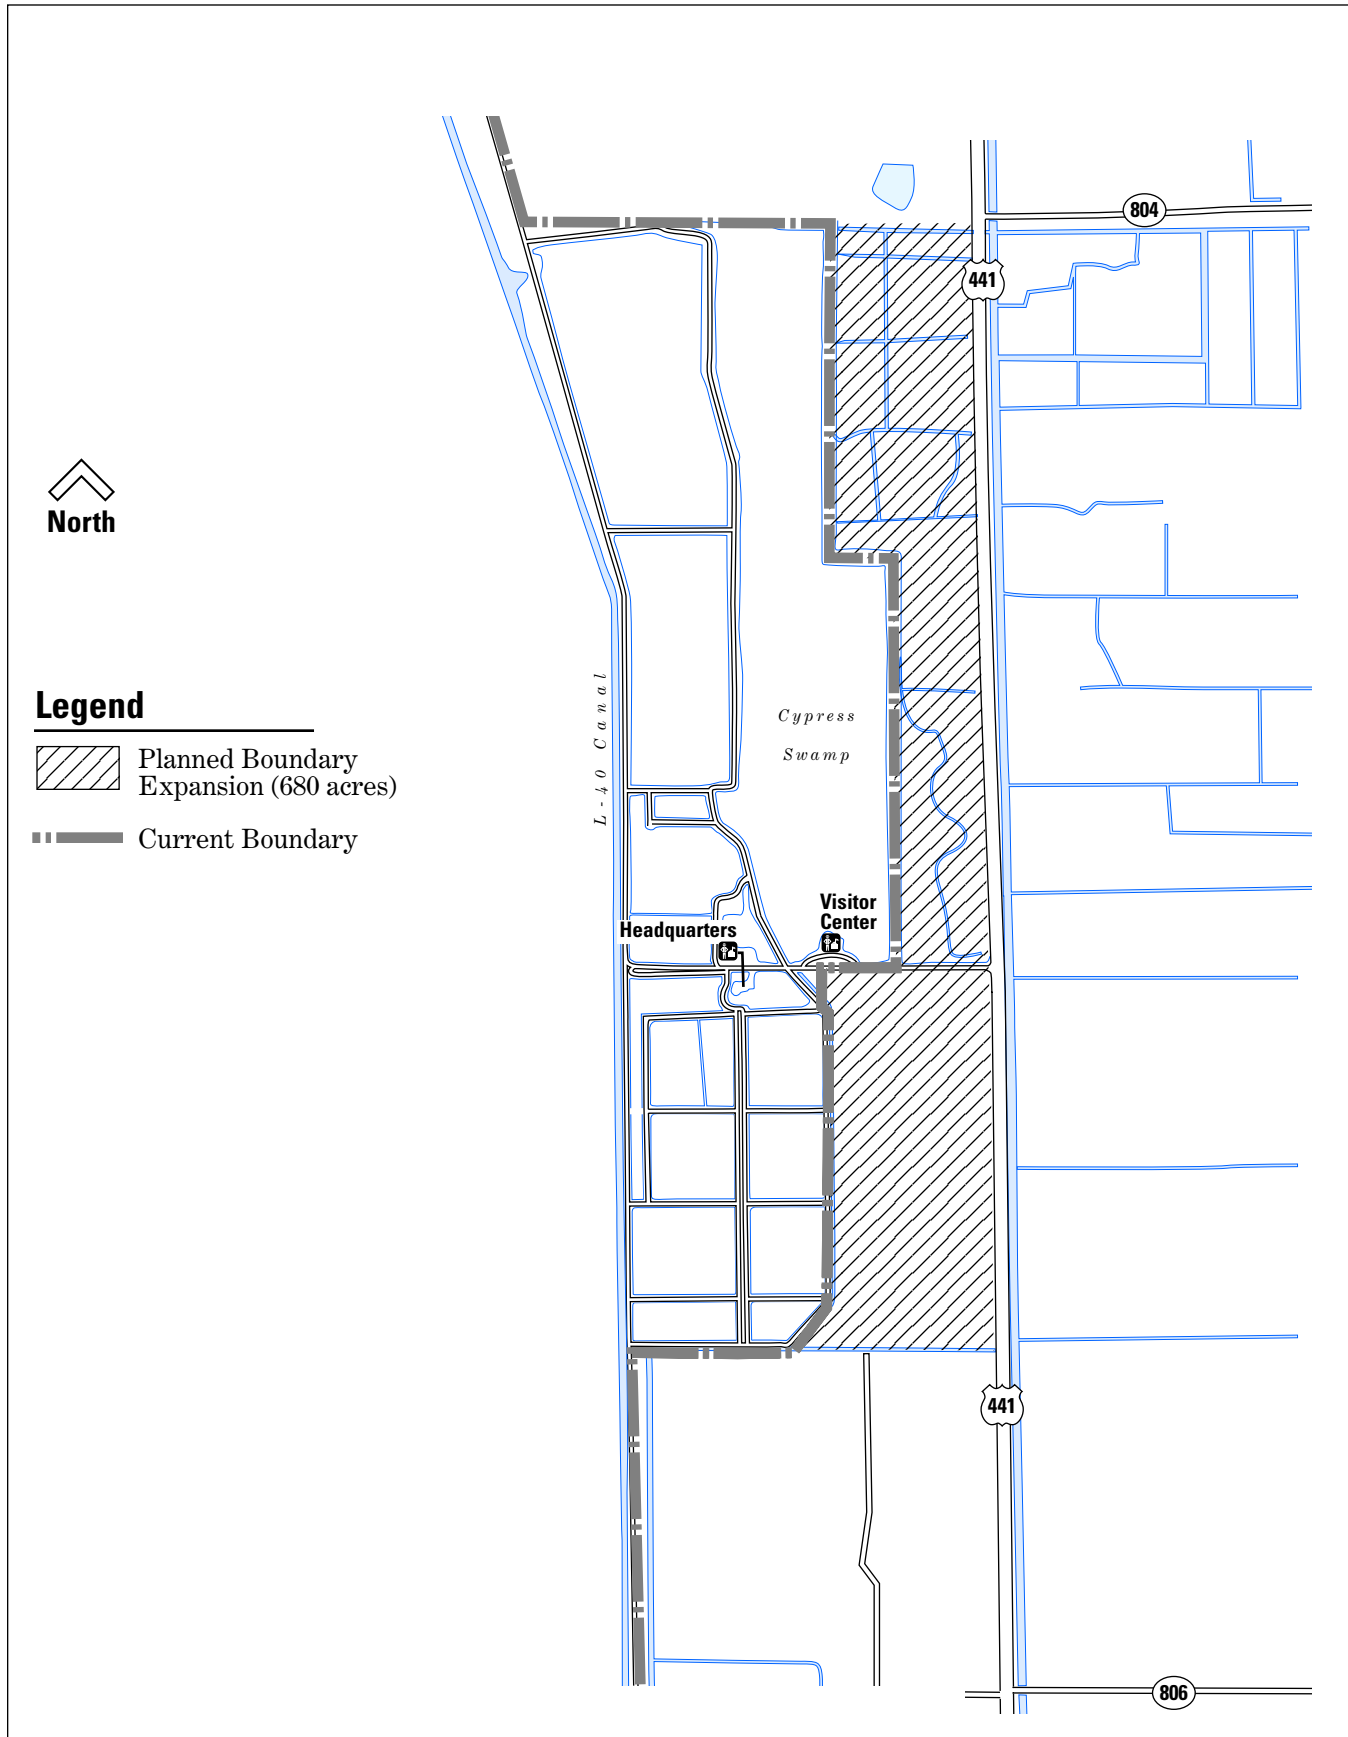 804
441
North
Legend
Planned Boundary
Expansion (680 acres)
Current Boundary
L-40 Canal
Cypress
Swamp
Visitor
Center
Headquarters
441
806